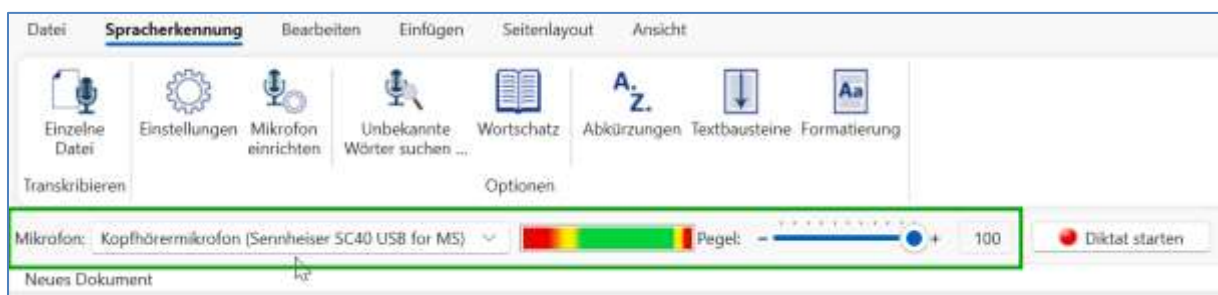 Datei Spracherkennung Bearbeiten Einfügen Seitenlayout Ansicht
A.
Z.
Aa
Einzelne Datei
Einstellungen
Mikrofon einrichten
Unbekannte Wörter suchen ...
Wortschatz
Abkürzungen
Textbausteine
Formatierung
Transkribieren Optionen
Mikrofon: Kopfhörermikrofon (Sennheiser SC40 USB for MS) Pegel: - + 100 Diktat starten
Neues Dokument